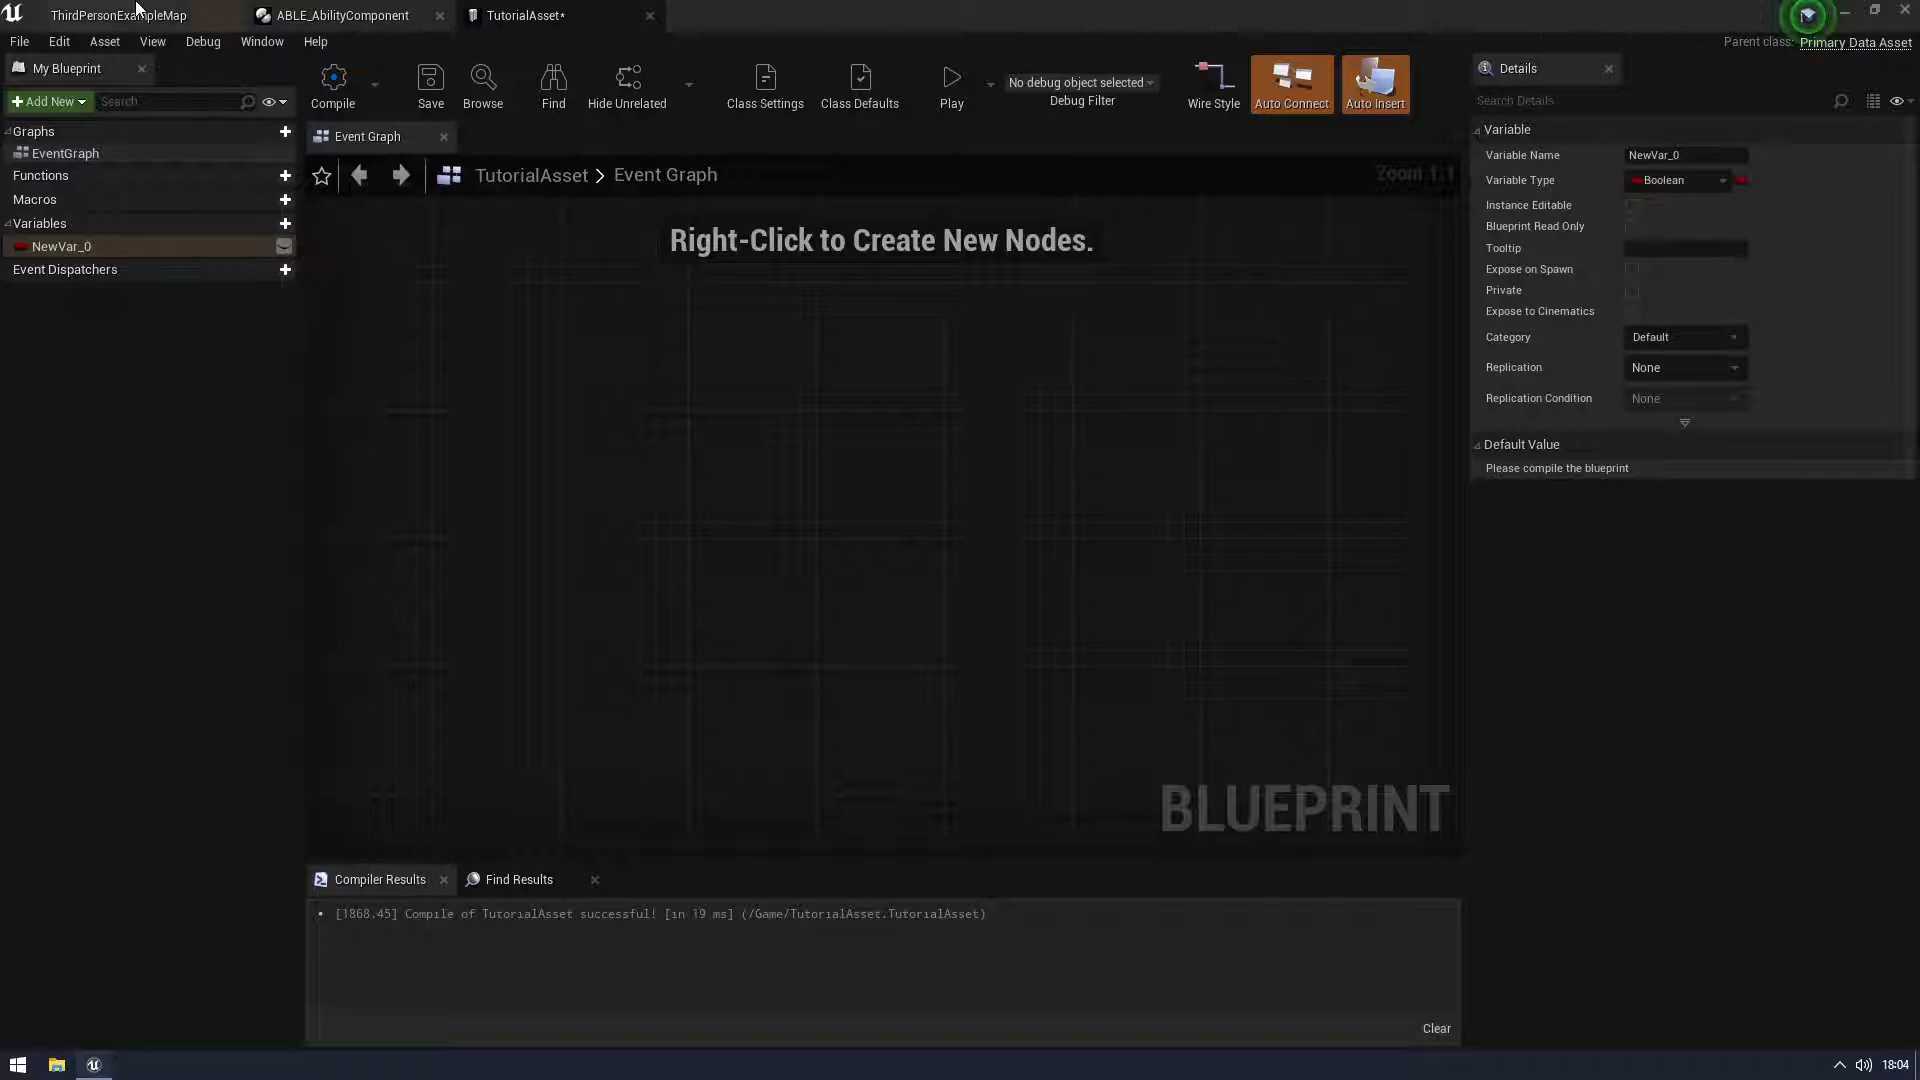 ThirdPersonExampleMap
ABLE_AbilityComponent
TutorialAsset*
File Edit Asset View Debug Window Help
Parent class: Primary Data Asset
My Blueprint
Add New
Search
Compile
Save
Browse
Find
Hide Unrelated
Class Settings
Class Defaults
Play
No debug object selected
Debug Filter
Wire Style
Auto Connect
Auto Insert
Details
Search Details
Graphs
EventGraph
Functions
Macros
Variables
NewVar_0
Event Dispatchers
Event Graph
TutorialAsset > Event Graph
Zoom 1:1
Right-Click to Create New Nodes.
BLUEPRINT
Variable
Variable Name NewVar_0
Variable Type Boolean
Instance Editable
Blueprint Read Only
Tooltip
Expose on Spawn
Private
Expose to Cinematics
Category Default
Replication None
Replication Condition None
Default Value
Please compile the blueprint
Compiler Results
Find Results
[1868.45] Compile of TutorialAsset successful! [in 19 ms] (/Game/TutorialAsset.TutorialAsset)
Clear
18:04